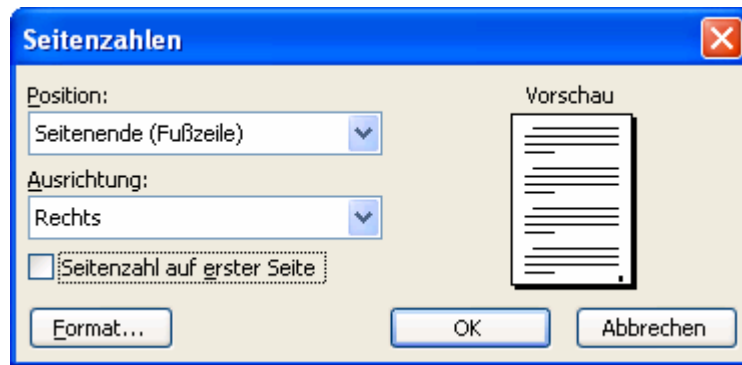 Seitenzahlen
Position:
Vorschau
Seitenende (Fußzeile)
Ausrichtung:
Rechts
Seitenzahl auf erster Seite
Format...
OK
Abbrechen